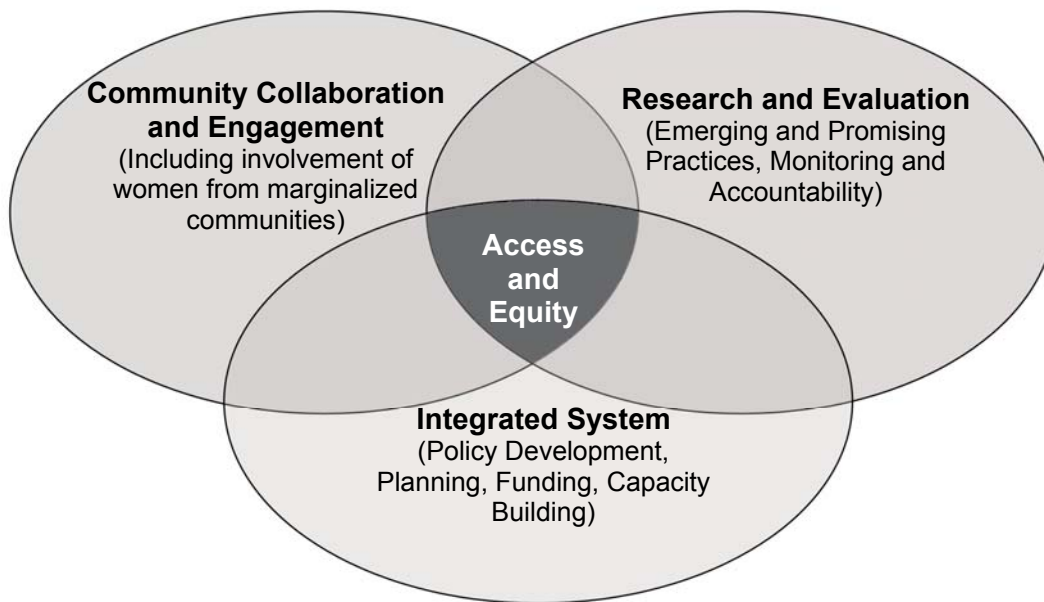 Community Collaboration
and Engagement
(Including involvement of
women from marginalized
communities)
Research and Evaluation
(Emerging and Promising
Practices, Monitoring and
Accountability)
Access
and
Equity
Integrated System
(Policy Development,
Planning, Funding, Capacity
Building)